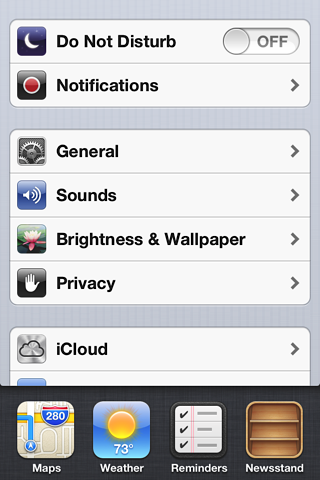 Do Not Disturb OFF
Notifications
General
Sounds
Brightness & Wallpaper
Privacy
iCloud
280
73°
Maps Weather Reminders Newsstand